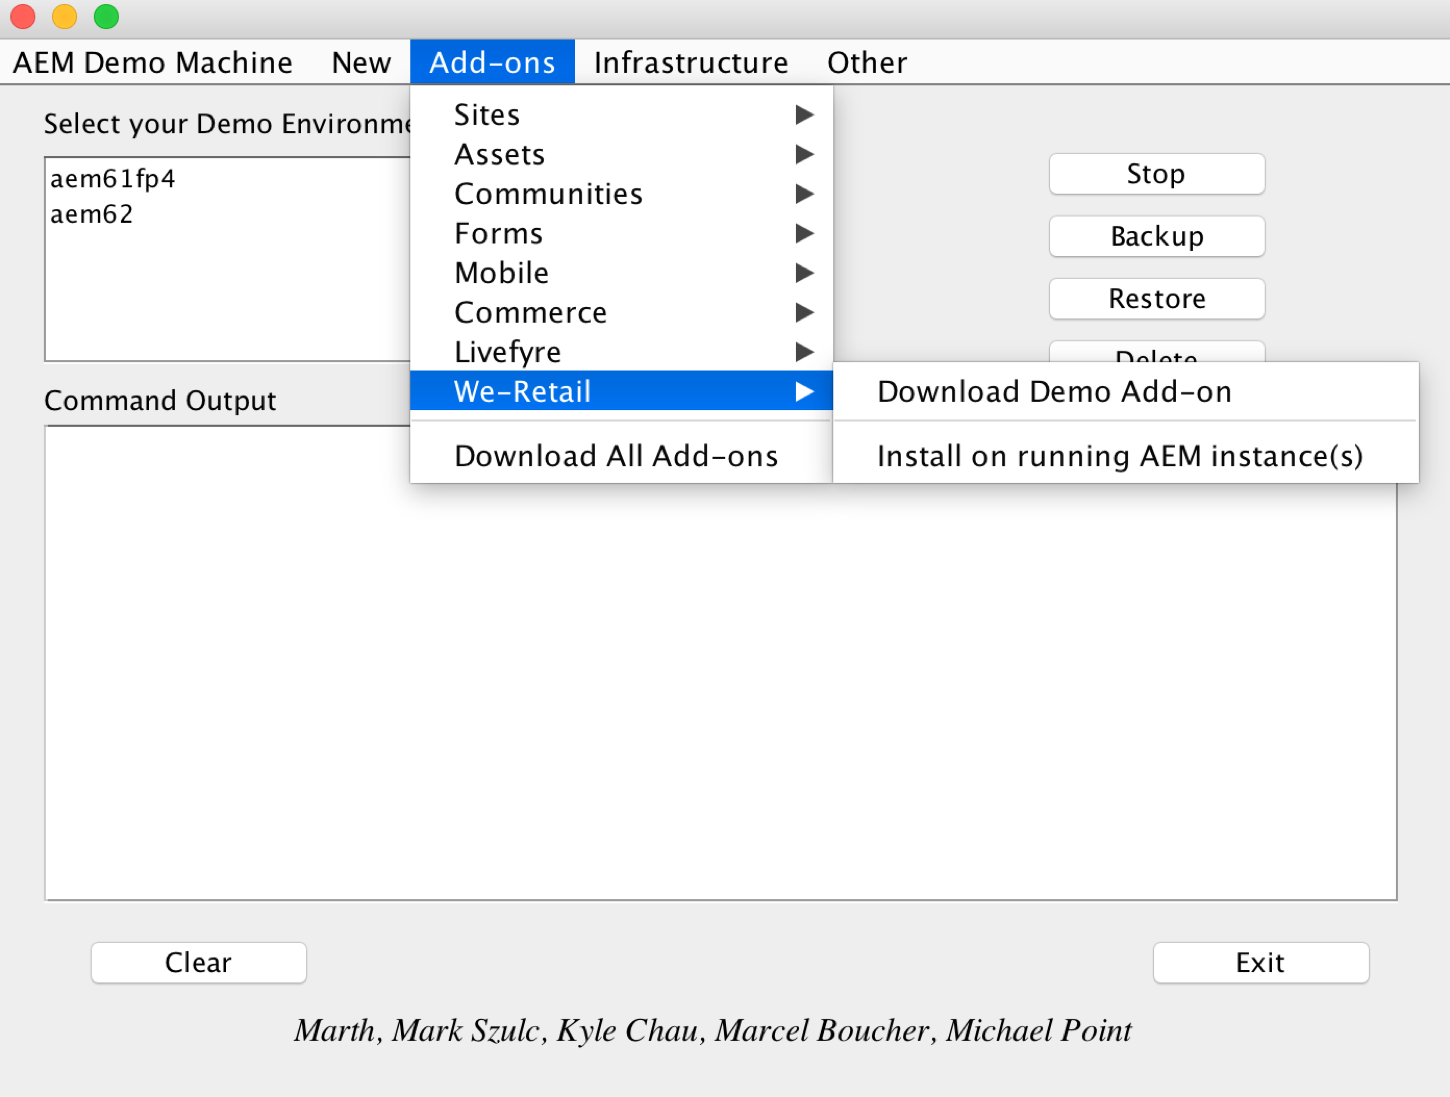 AEM Demo Machine New Add-ons Infrastructure Other
Select your Demo
aem61fp4
aem62
Sites
Assets
Communities
Forms
Mobile
Commerce
Livefyre
We-Retail
Download All Add-ons
Download Demo Add-on
Install on running AEM instance(s)
Stop
Backup
Restore
Delete
Command Output
Clear
Exit
Marth, Mark Szulc, Kyle Chau, Marcel Boucher, Michael Point